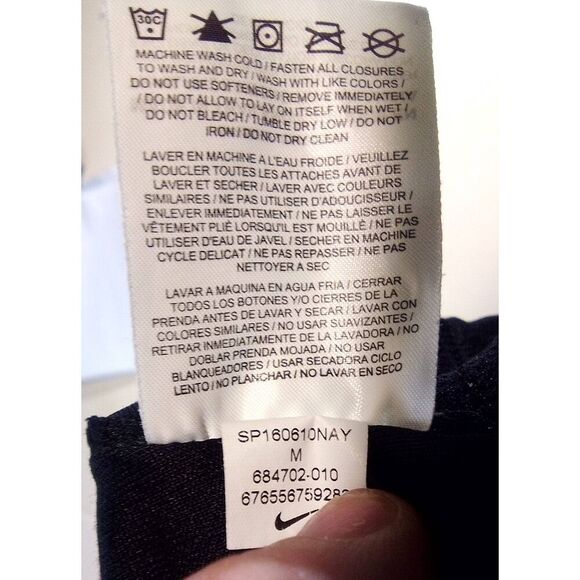 30C
MACHINE WASH COLD / FASTEN ALL CLOSURES
TO WASH AND DRY / WASH WITH LIKE COLORS /
DO NOT USE SOFTENERS / REMOVE IMMEDIATELY
/ DO NOT ALLOW TO LAY ON ITSELF WHEN WET /
DO NOT BLEACH / TUMBLE DRY LOW / DO NOT
IRON / DO NOT DRY CLEAN
LAVER EN MACHINE A L'EAU FROIDE / VEUILLEZ
BOUCLER TOUTES LES ATTACHES AVANT DE
LAVER ET SECHER / LAVER AVEC COULEURS
SIMILAIRES / NE PAS UTILISER D'ADOUCISSEUR /
ENLEVER IMMEDIATEMENT / NE PAS LAISSER LE
VÊTEMENT PLIÉ LORSQU'IL EST MOUILLÉ / NE PAS
UTILISER D'EAU DE JAVEL / SECHER EN MACHINE
CYCLE DELICAT / NE PAS REPASSER / NE PAS
NETTOYER A SEC
LAVAR A MAQUINA EN AGUA FRIA / CERRAR
TODOS LOS BOTONES Y/O CIERRES DE LA
PRENDA ANTES DE LAVAR Y SECAR / LAVAR CON
COLORES SIMILARES / NO USAR SUAVIZANTES /
RETIRAR INMEDIATAMENTE DE LA LAVADORA / NO
DOBLAR PRENDA MOJADA / NO USAR
BLANQUEADORES / USAR SECADORA CICLO
LENTO / NO PLANCHAR / NO LAVAR EN SECO
SP160610NAY
M
684702-010
676556759282